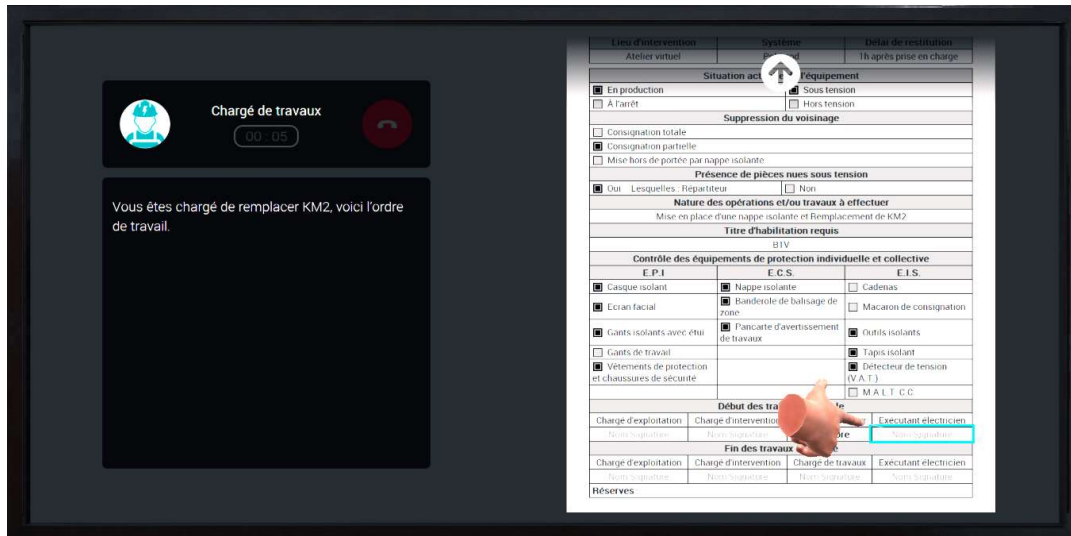 Chargé de travaux
00 : 05
Vous êtes chargé de remplacer KM2, voici l'ordre
de travail.
Lieu d'intervention Système Délai de restitution
Atelier virtuel 1h après prise en charge
Situation de l'équipement
En production Sous tension
À l'arrêt Hors tension
Suppression du voisinage
Consignation totale
Consignation partielle
Mise hors de portée par nappe isolante
Présence de pièces nues sous tension
Oui Lesquelles : Répartiteur Non
Nature des opérations et/ou travaux à effectuer
Mise en place d'une nappe isolante et Remplacement de KM2
Titre d'habilitation requis
B1V
Contrôle des équipements de protection individuelle et collective
E.P.I E.C.S. E.I.S.
Casque isolant Nappe isolante Cadenas
Ecran facial Banderole de balisage de
zone Macaron de consignation
Gants isolants avec étui Pancarte d'avertissement
de travaux Outils isolants
Gants de travail Tapis isolant
Vêtements de protection
et chaussures de sécurité Détecteur de tension
(V.A.T.)
M A L T C C
Début des
Chargé d'exploitation Chargé d'intervention Exécutant électricien
Nom Signature Nom Signature Nom Signature
Fin des travaux
Chargé d'exploitation Chargé d'intervention Chargé de travaux Exécutant électricien
Nom Signature Nom Signature Nom Signature Nom Signature
Réserves